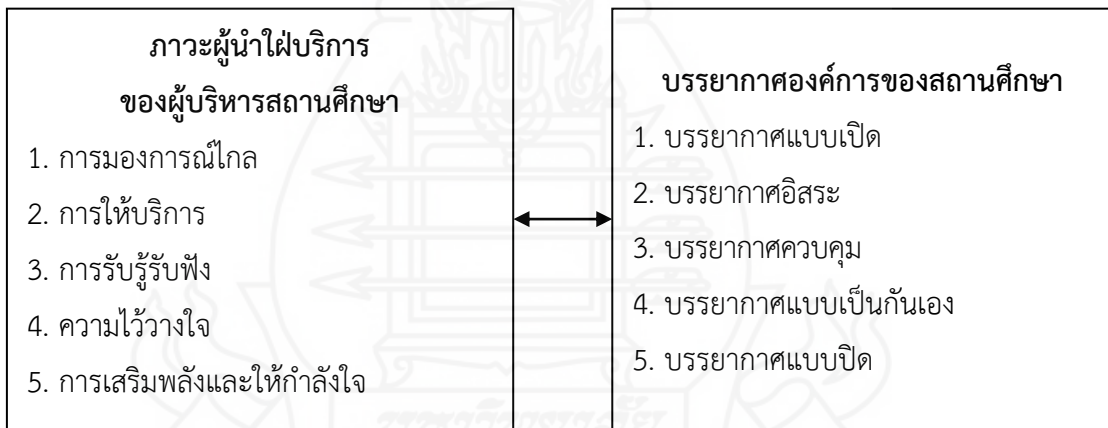 ภาวะผู้นำใฝ่บริการ
ของผู้บริหารสถานศึกษา
1. การมองการณ์ไกล
2. การให้บริการ
3. การรับรู้รับฟัง
4. ความไว้วางใจ
5. การเสริมพลังและให้กำลังใจ
บรรยากาศองค์การของสถานศึกษา
1. บรรยากาศแบบเปิด
2. บรรยากาศอิสระ
3. บรรยากาศควบคุม
4. บรรยากาศแบบเป็นกันเอง
5. บรรยากาศแบบปิด